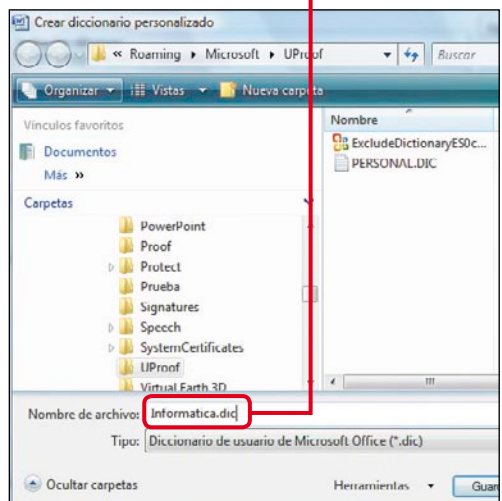 Crear diccionario personalizado
« Roaming ▸ Microsoft ▸ UProof Buscar
Organizar Vistas Nueva carpeta
Vínculos favoritos
Documentos
Más »
Carpetas
PowerPoint
Proof
Protect
Prueba
Signatures
Speech
SystemCertificates
UProof
Virtual Earth 3D
Nombre
ExcludeDictionaryES0c...
PERSONAL.DIC
Nombre de archivo: Informatica.dic
Tipo: Diccionario de usuario de Microsoft Office (*.dic)
Ocultar carpetas Herramientas Guar